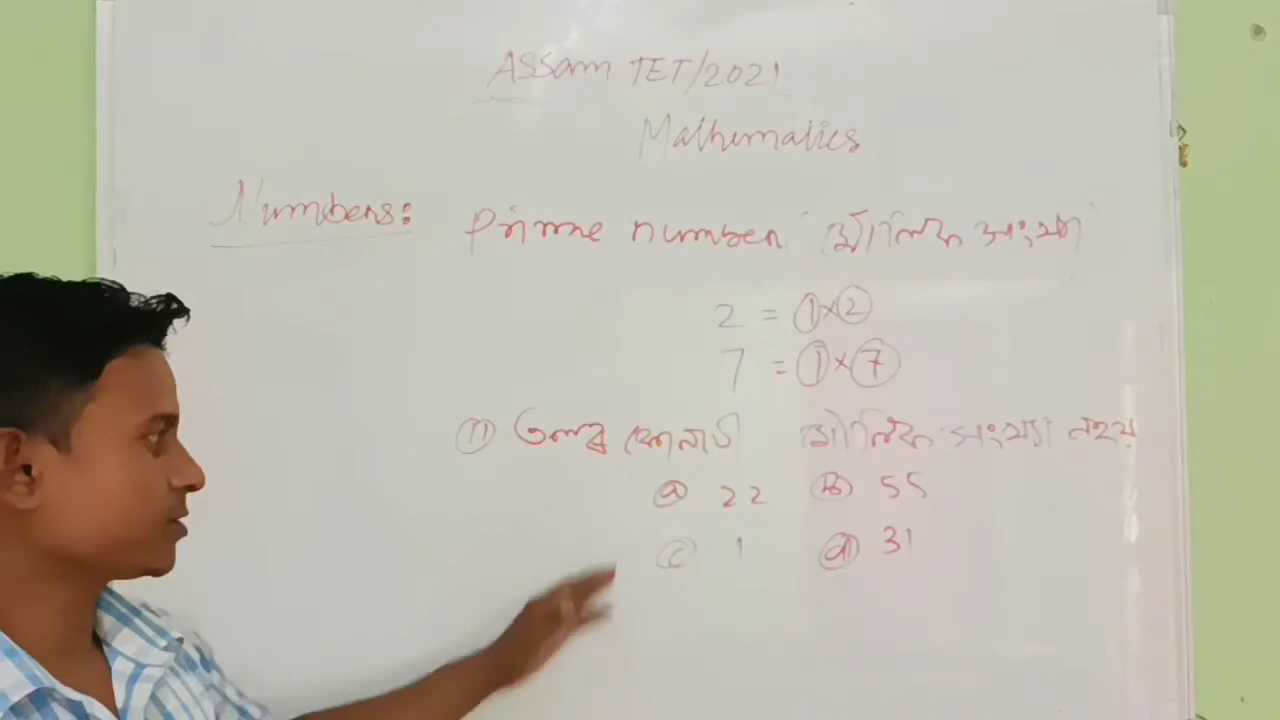 Assam TET/2021
Mathematics
Numbers: Prime number মৌলিক সংখ্যা
2 = ①×②
7 = ①×⑦
⑪ তলৰ কোনটি মৌলিক সংখ্যা নহয়
ⓐ 22 ⓑ 55
ⓒ 1 ⓓ 31